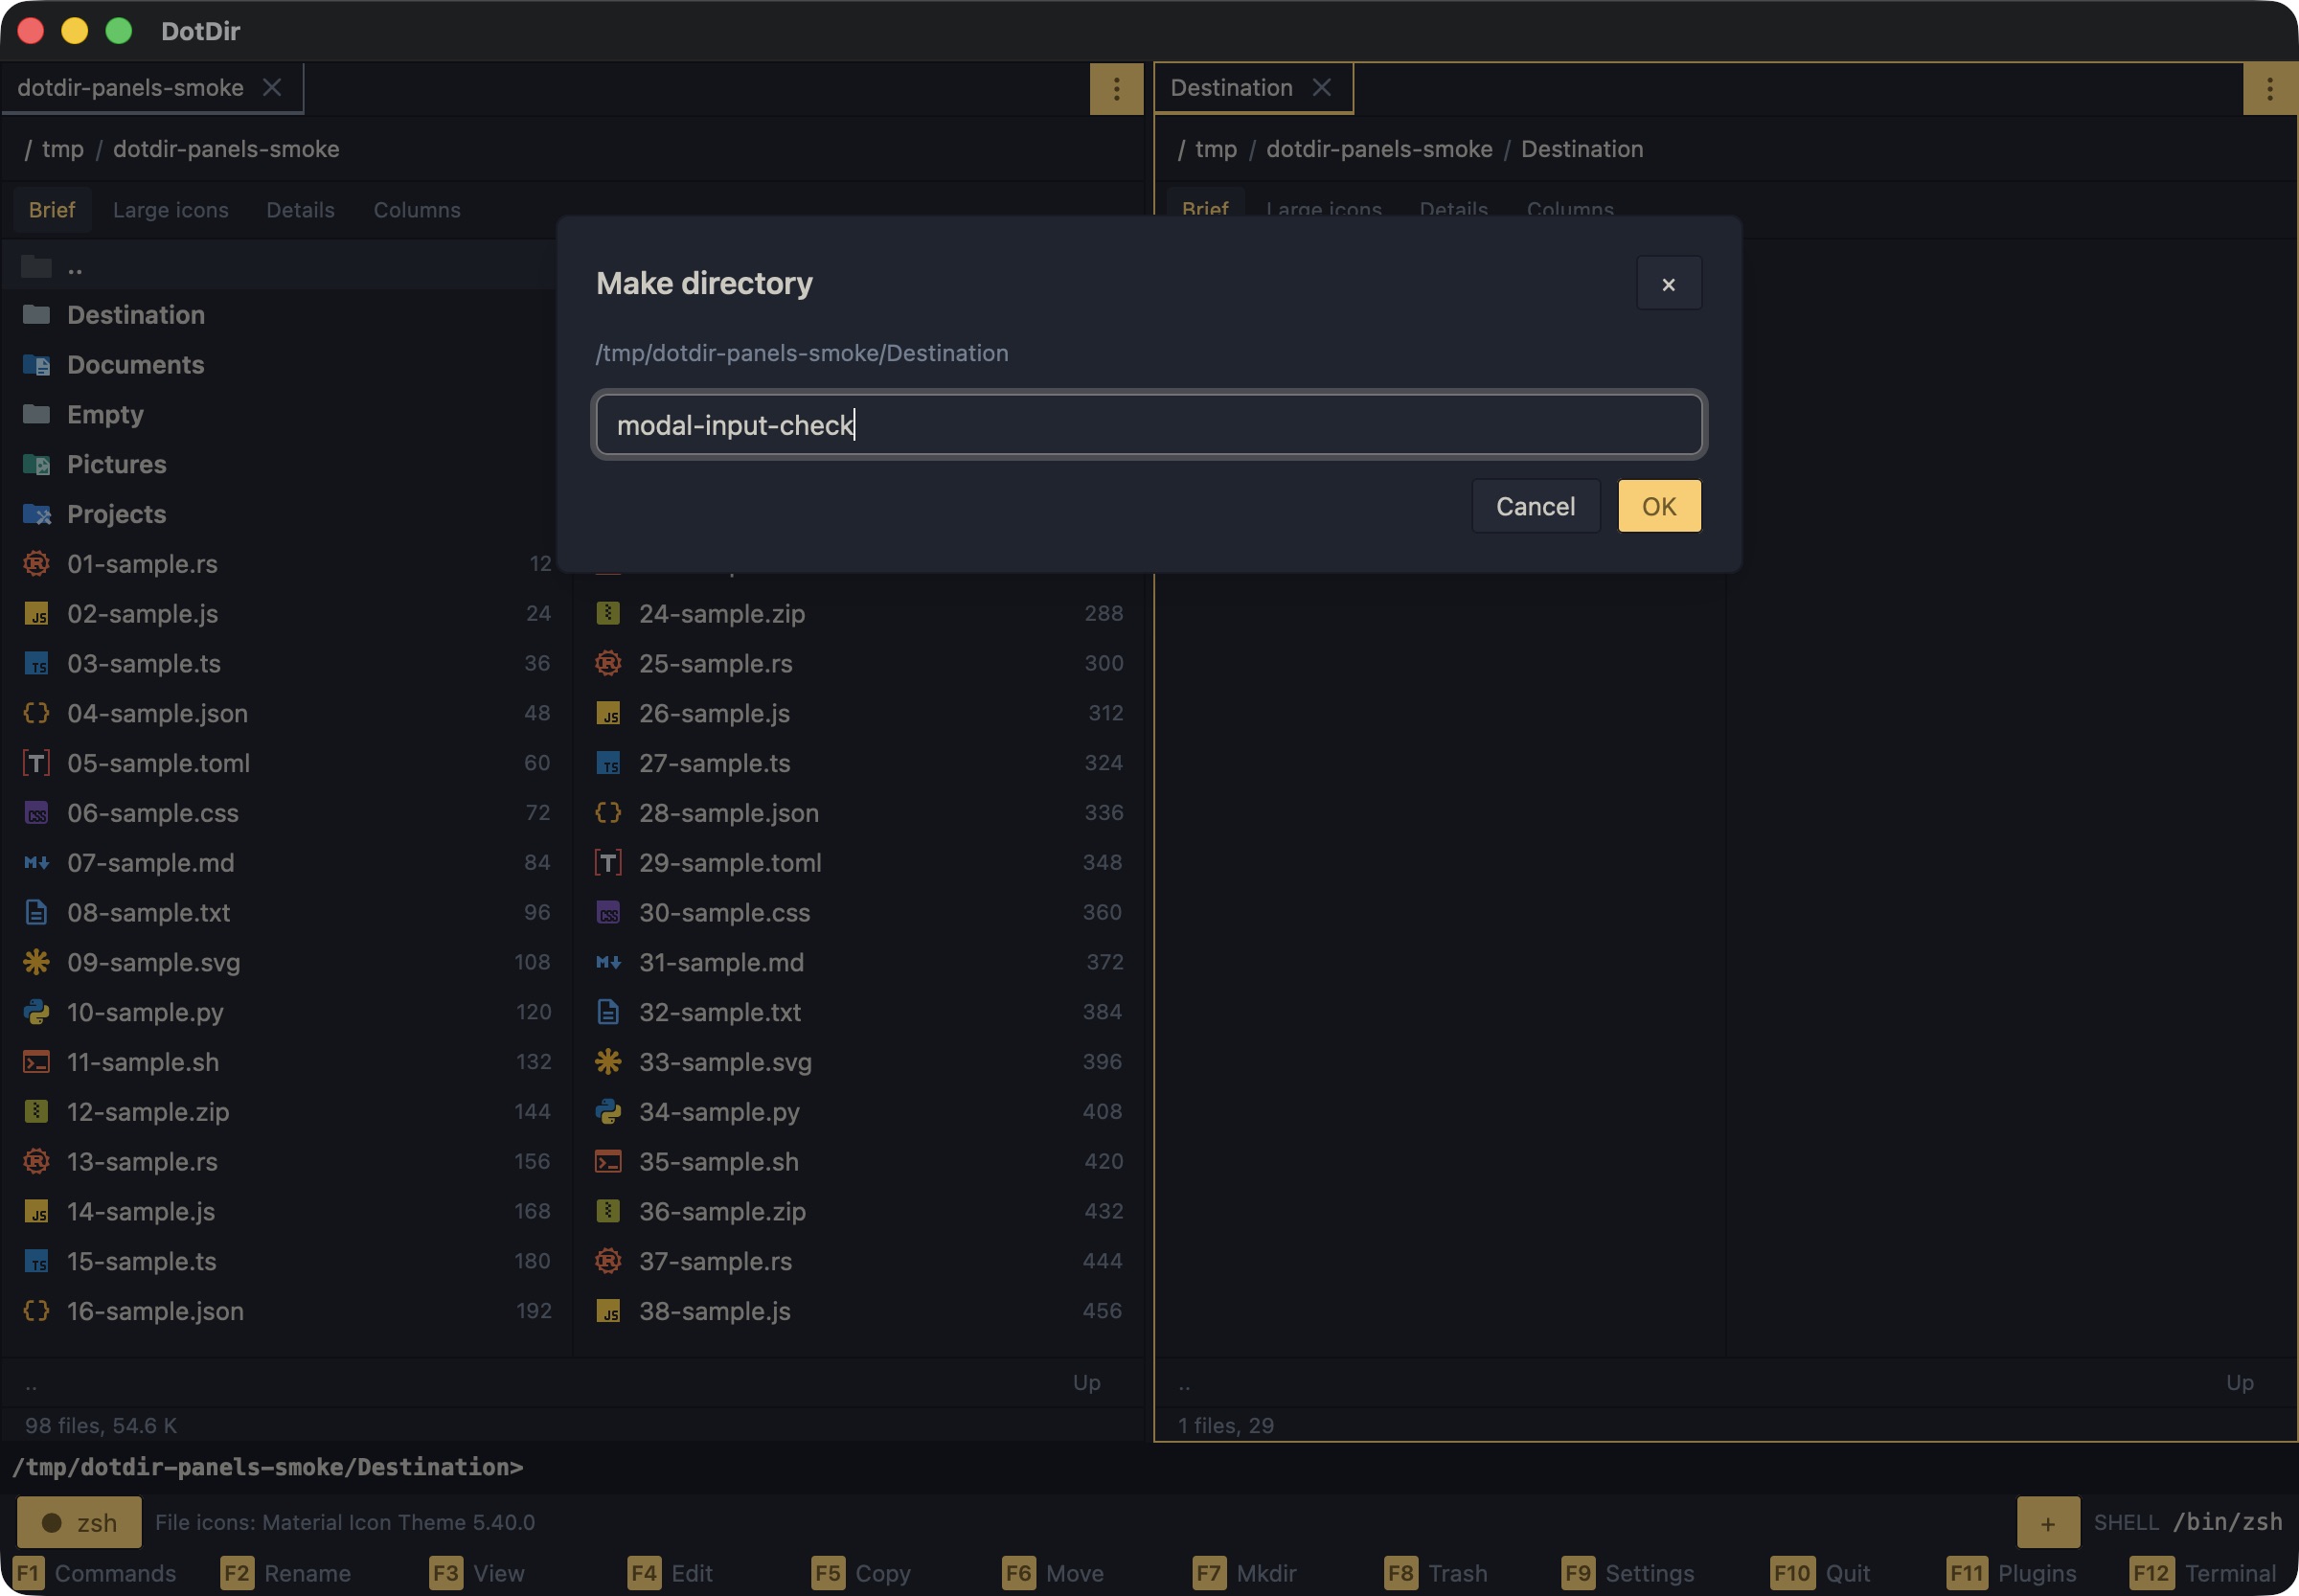 DotDir
dotdir-panels-smoke
/ tmp / dotdir-panels-smoke
Brief Large icons Details Columns
..
Destination
Documents
Empty
Pictures
Projects
01-sample.rs 12
02-sample.js 24
03-sample.ts 36
04-sample.json 48
05-sample.toml 60
06-sample.css 72
07-sample.md 84
08-sample.txt 96
09-sample.svg 108
10-sample.py 120
11-sample.sh 132
12-sample.zip 144
13-sample.rs 156
14-sample.js 168
15-sample.ts 180
16-sample.json 192
24-sample.zip 288
25-sample.rs 300
26-sample.js 312
27-sample.ts 324
28-sample.json 336
29-sample.toml 348
30-sample.css 360
31-sample.md 372
32-sample.txt 384
33-sample.svg 396
34-sample.py 408
35-sample.sh 420
36-sample.zip 432
37-sample.rs 444
38-sample.js 456
.. Up
98 files, 54.6 K
Destination
/ tmp / dotdir-panels-smoke / Destination
Brief Large icons Details Columns
.. Up
1 files, 29
Make directory
/tmp/dotdir-panels-smoke/Destination
modal-input-check
Cancel OK
/tmp/dotdir-panels-smoke/Destination>
zsh File icons: Material Icon Theme 5.40.0 + SHELL /bin/zsh
F1 Commands F2 Rename F3 View F4 Edit F5 Copy F6 Move F7 Mkdir F8 Trash F9 Settings F10 Quit F11 Plugins F12 Terminal